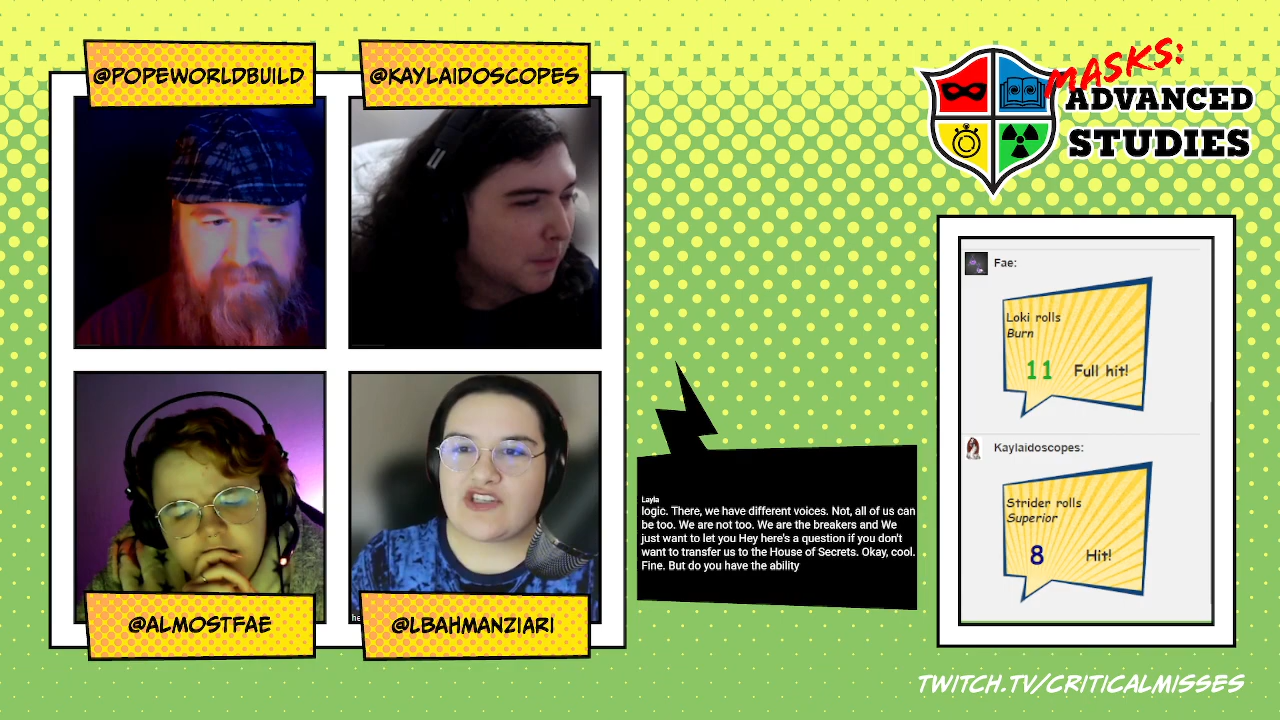 @POPEWORLDBUILD
@KAYLAIDOSCOPES
@ALMOSTFAE
@LBAHMANZIARI
he
Layla
logic. There, we have different voices. Not, all of us can
be too. We are not too. We are the breakers and We
just want to let you Hey here's a question if you don't
want to transfer us to the House of Secrets. Okay, cool.
Fine. But do you have the ability
MASKS:
ADVANCED
STUDIES
Fae:
Loki rolls
Burn
11 Full hit!
Kaylaidoscopes:
Strider rolls
Superior
8 Hit!
TWITCH.TV/CRITICALMISSES